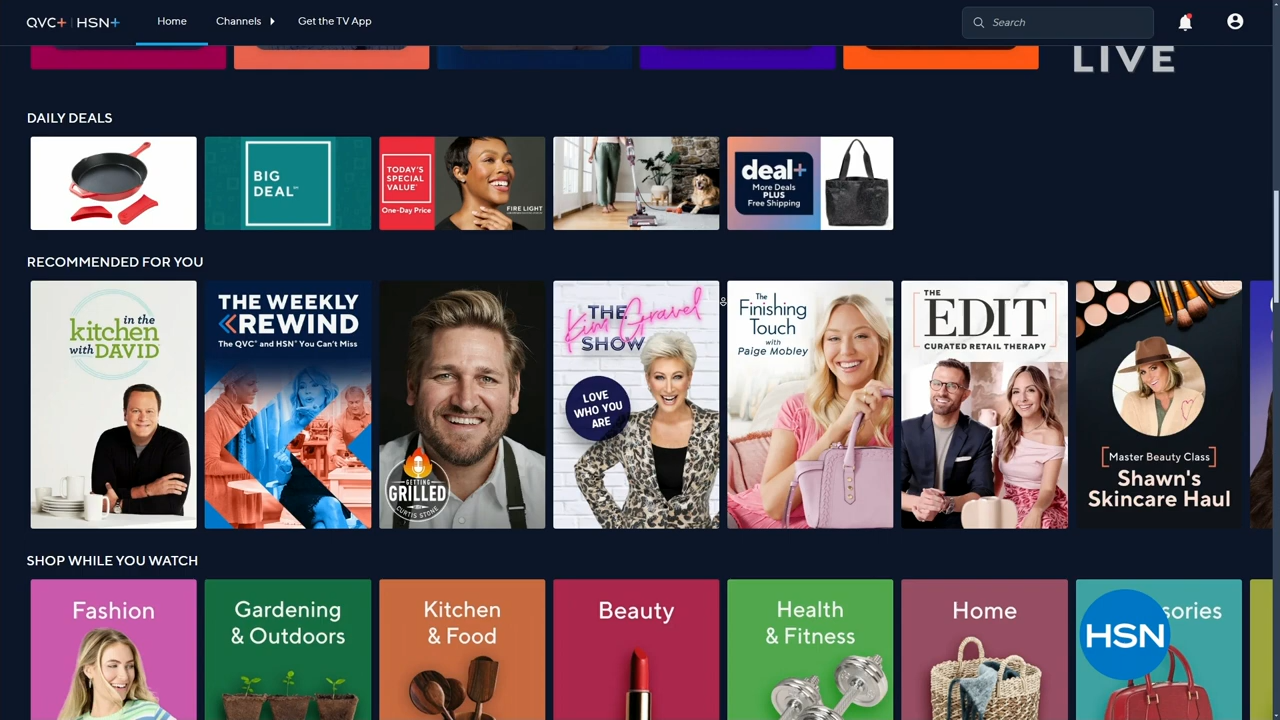 QVC+ | HSN+
Home
Channels
Get the TV App
Search
LIVE
DAILY DEALS
BIG
DEAL℠
TODAY'S
SPECIAL
VALUE®
One-Day Price
FIRE LIGHT
deal+
More Deals
PLUS
Free Shipping
RECOMMENDED FOR YOU
in the
kitchen
with DAVID
THE WEEKLY
REWIND
The QVC® and HSN® You Can't Miss
GETTING
GRILLED
WITH
CURTIS STONE
THE
Kim Gravel
SHOW
LOVE
WHO YOU
ARE
The
Finishing
Touch
with
Paige Mobley
THE
EDIT
CURATED RETAIL THERAPY
[Master Beauty Class]
Shawn's
Skincare Haul
SHOP WHILE YOU WATCH
Fashion
Gardening
& Outdoors
Kitchen
& Food
Beauty
Health
& Fitness
Home
sories
HSN